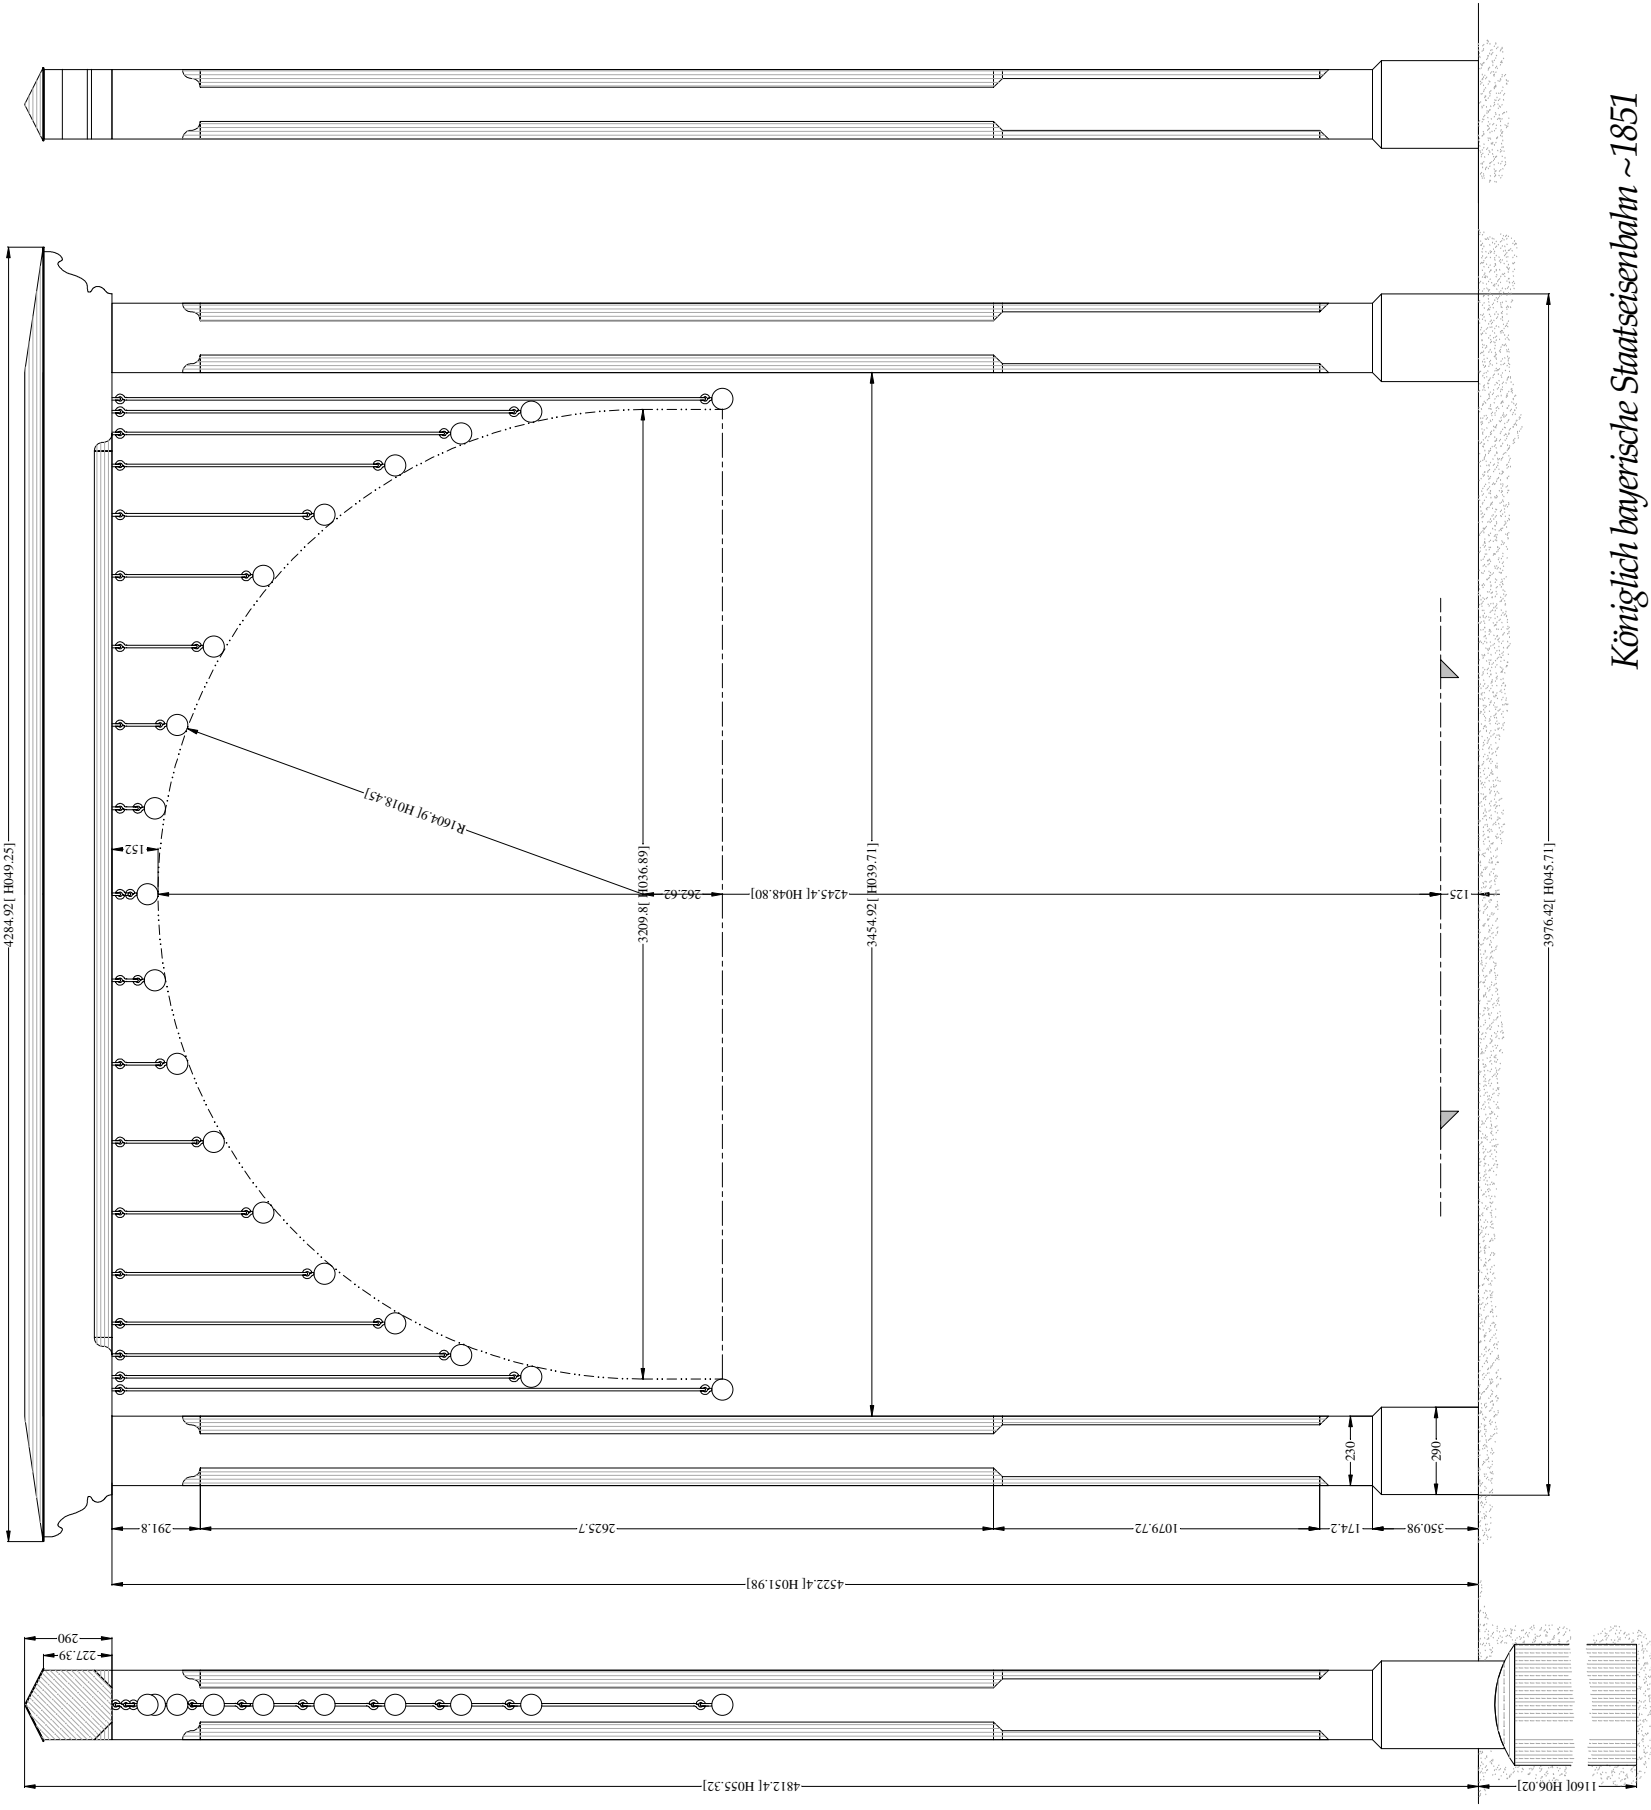 Königlich bayerische Staatseisenbahn ~1851
4284.92[ H049.25]
152
R1604.9[ H018.45]
3209.8[ H036.89]
262.62
4245.4[ H048.80]
3454.92[ H039.71]
125
3976.42[ H045.71]
230
290
291.8
2625.7
1079.72
174.2
350.98
4522.4[ H051.98]
290
227.39
4812.4[ H055.32]
1160[ H06.02]